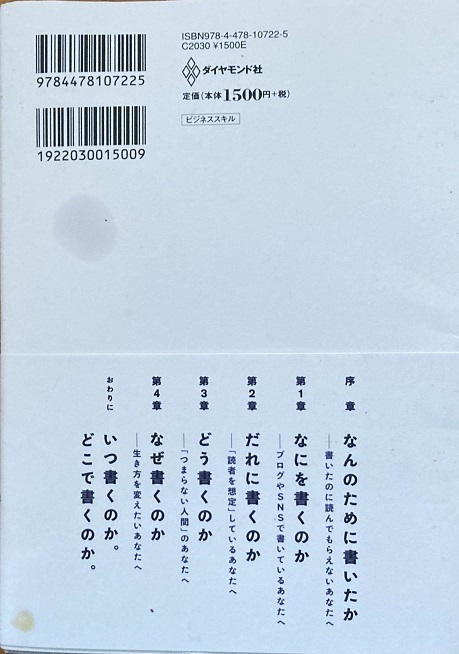 ISBN978-4-478-10722-5
C2030 ¥1500E
9784478107225
ダイヤモンド社
定価(本体1500円+税)
ビジネススキル
1922030015009
序章
なんのために書いたか
──書いたのに読んでもらえないあなたへ
第1章
なにを書くのか
──ブログやSNSで書いているあなたへ
第2章
だれに書くのか
──「読者を想定」しているあなたへ
第3章
どう書くのか
──「つまらない人間」のあなたへ
第4章
なぜ書くのか
──生き方を変えたいあなたへ
おわりに
いつ書くのか。
どこで書くのか。